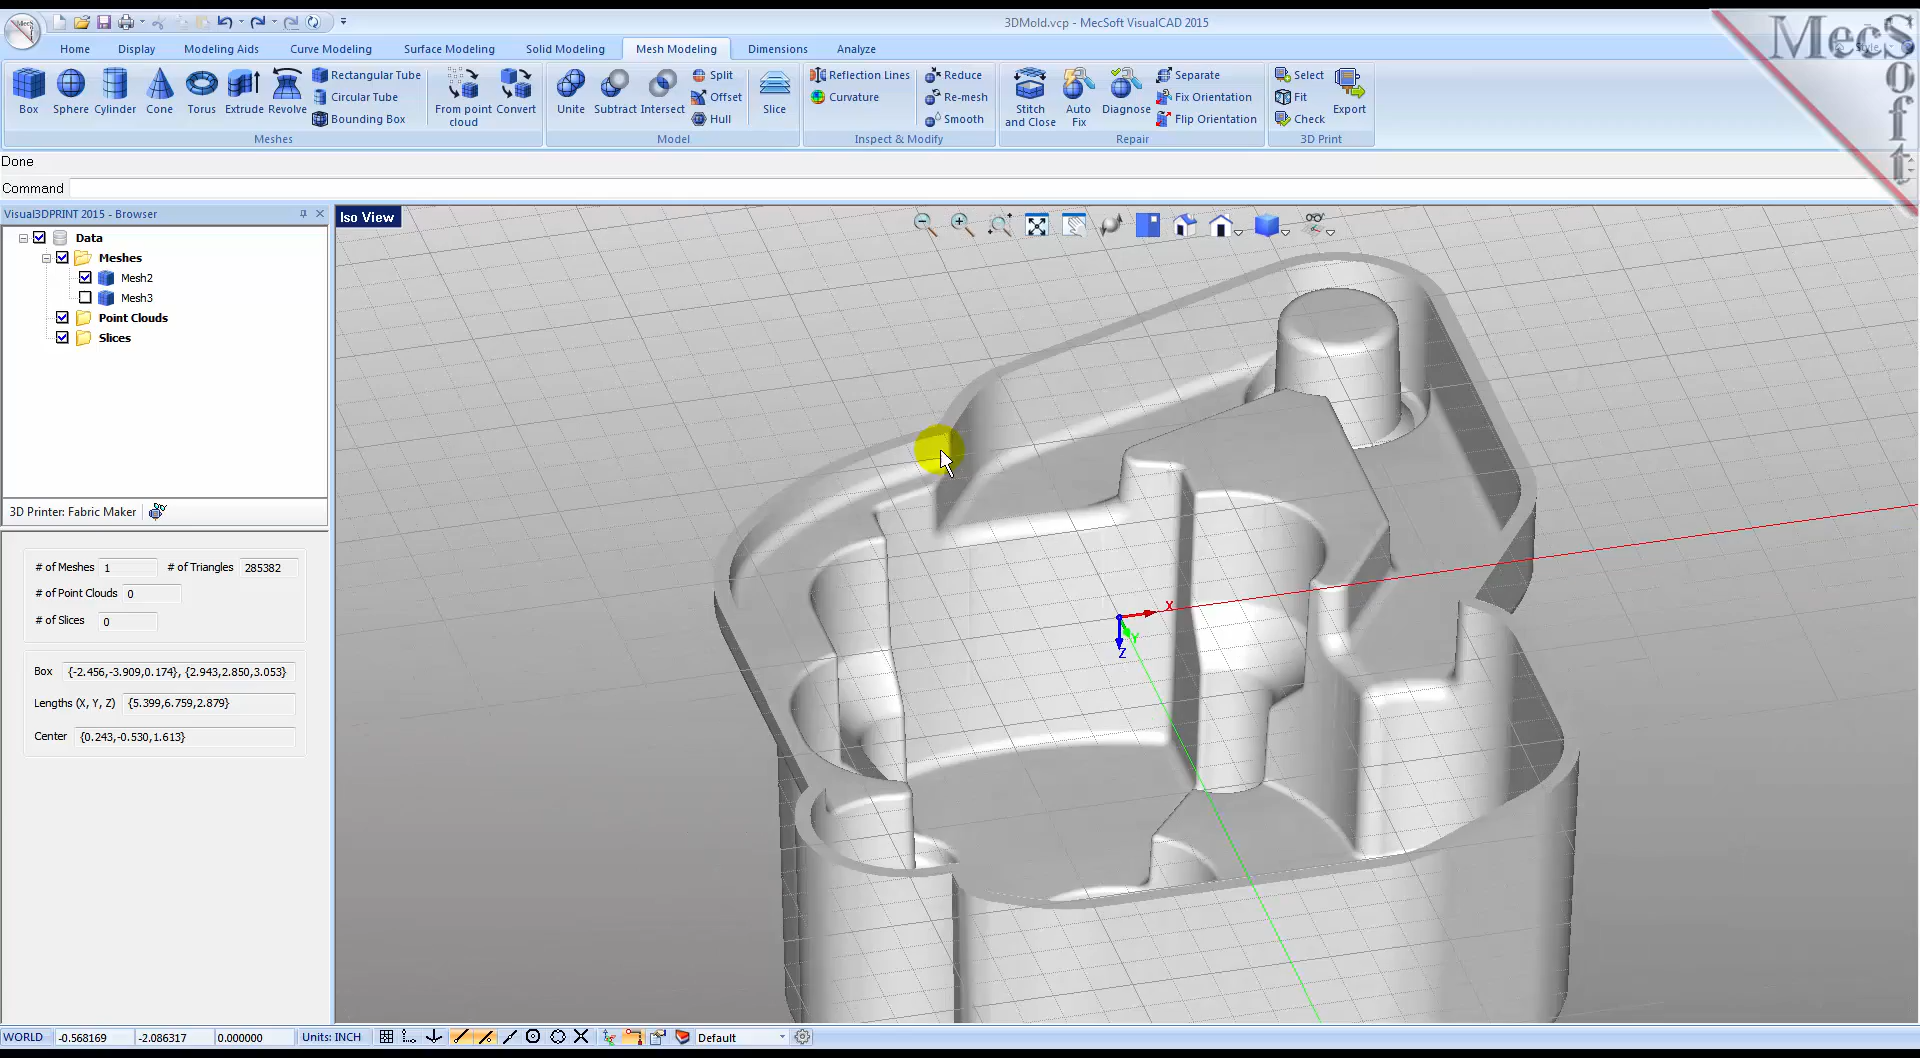 3DMold.vcp - MecSoft VisualCAD 2015
MecSoft
Home Display Modeling Aids Curve Modeling Surface Modeling Solid Modeling Mesh Modeling Dimensions Analyze
Style
Box Sphere Cylinder Cone Torus Extrude Revolve
Rectangular Tube
Circular Tube
Bounding Box
From point cloud
Convert
Meshes
Unite Subtract Intersect
Split
Offset
Hull
Slice
Model
Reflection Lines
Curvature
Reduce
Re-mesh
Smooth
Inspect & Modify
Stitch and Close
Auto Fix
Diagnose
Separate
Fix Orientation
Flip Orientation
Repair
Select
Fit
Check
Export
3D Print
Done
Command
Visual3DPRINT 2015 - Browser
Data
Meshes
Mesh2
Mesh3
Point Clouds
Slices
3D Printer: Fabric Maker
# of Meshes 1 # of Triangles 285382
# of Point Clouds 0
# of Slices 0
Box {-2.456,-3.909,0.174}, {2.943,2.850,3.053}
Lengths (X, Y, Z) {5.399,6.759,2.879}
Center {0.243,-0.530,1.613}
Iso View
X
Y
Z
WORLD -0.568169 -2.086317 0.000000 Units: INCH Default